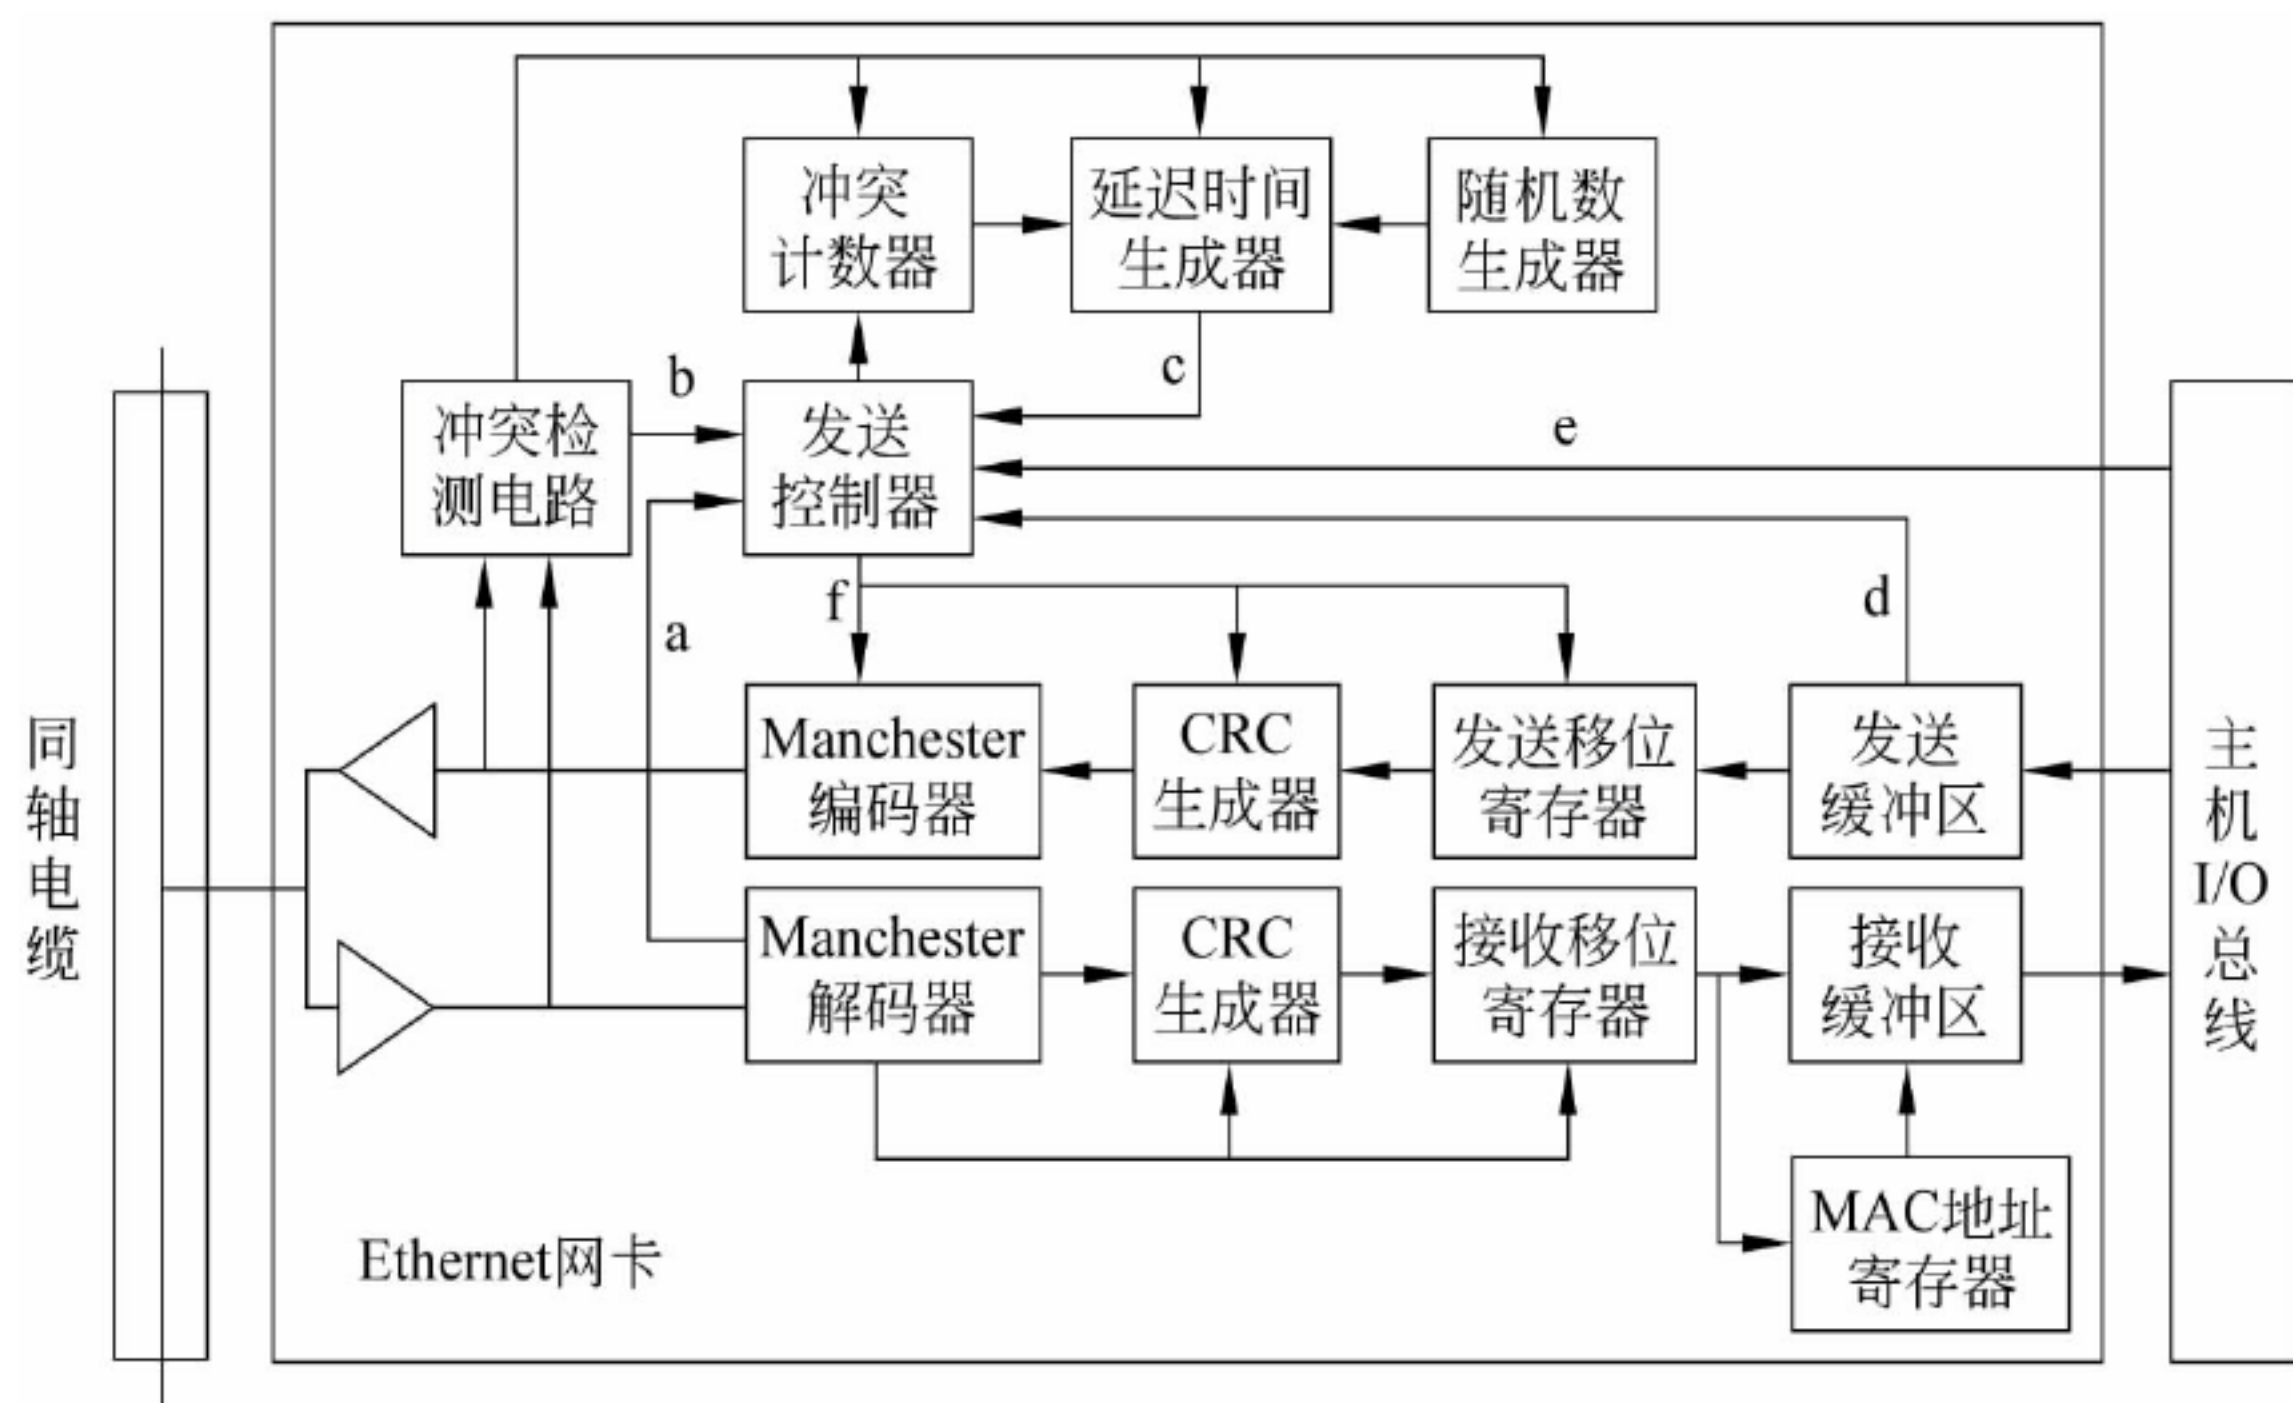 冲突
计数器
延迟时间
生成器
随机数
生成器
b
c
冲突检
测电路
发送
控制器
e
f
a
d
Manchester
编码器
CRC
生成器
发送移位
寄存器
发送
缓冲区
同
轴
电
缆
主
机
I/O
总
线
Manchester
解码器
CRC
生成器
接收移位
寄存器
接收
缓冲区
MAC地址
寄存器
Ethernet网卡